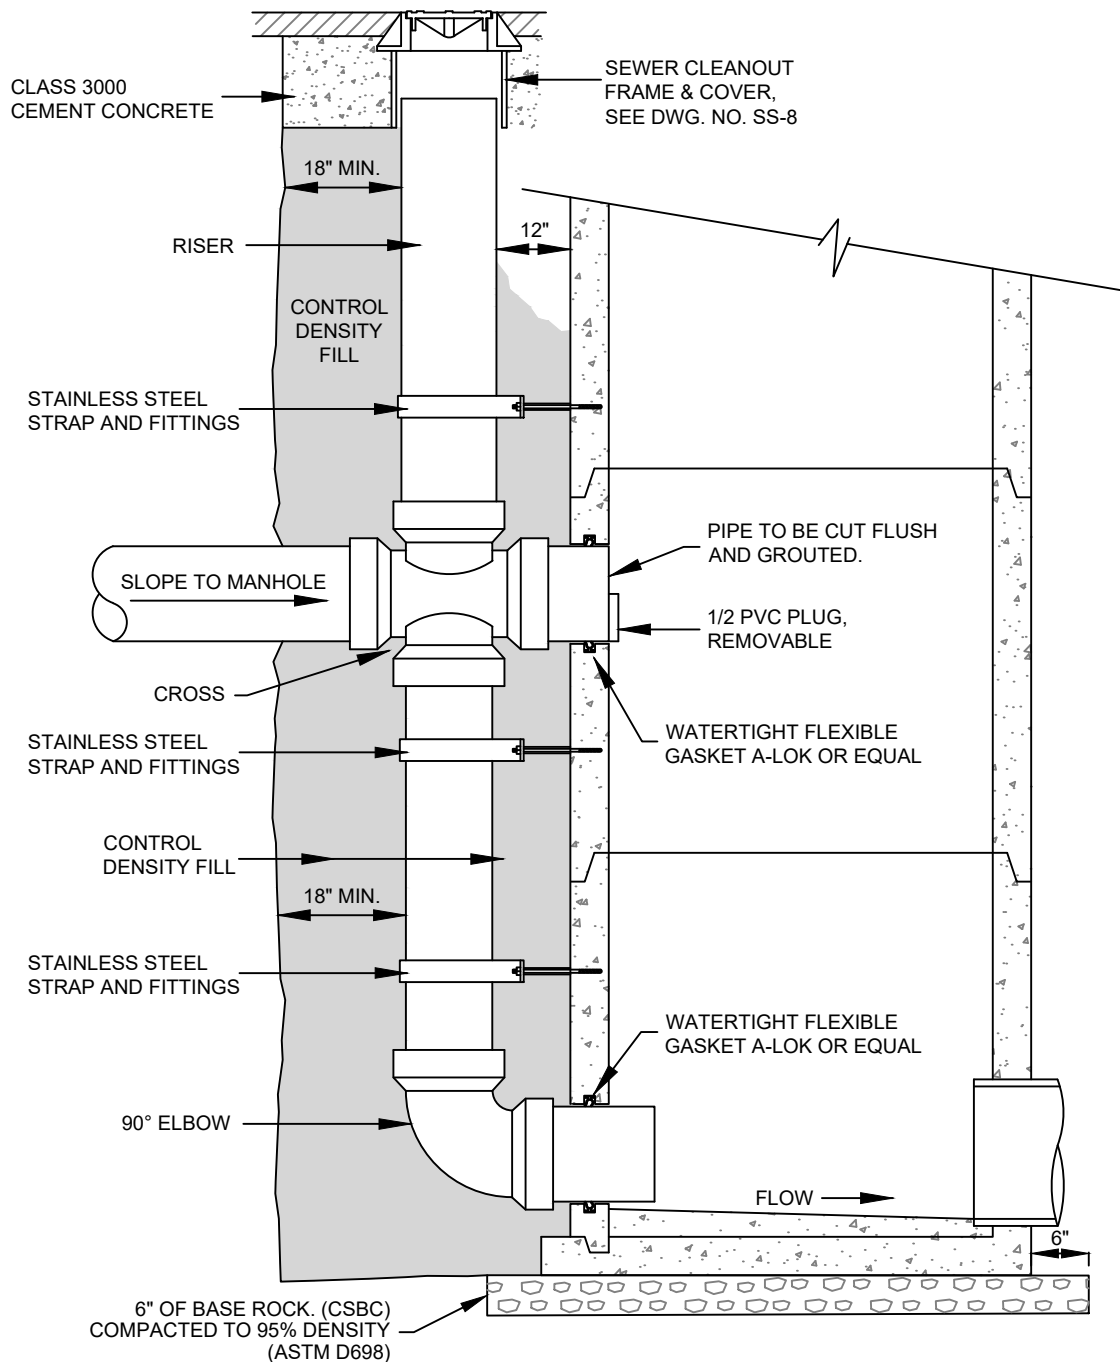 CLASS 3000
CEMENT CONCRETE
SEWER CLEANOUT
FRAME & COVER,
SEE DWG. NO. SS-8
18" MIN.
RISER
12"
CONTROL
DENSITY
FILL
STAINLESS STEEL
STRAP AND FITTINGS
PIPE TO BE CUT FLUSH
AND GROUTED.
SLOPE TO MANHOLE
1/2 PVC PLUG,
REMOVABLE
CROSS
STAINLESS STEEL
STRAP AND FITTINGS
WATERTIGHT FLEXIBLE
GASKET A-LOK OR EQUAL
CONTROL
DENSITY FILL
18" MIN.
STAINLESS STEEL
STRAP AND FITTINGS
WATERTIGHT FLEXIBLE
GASKET A-LOK OR EQUAL
90° ELBOW
FLOW
6"
6" OF BASE ROCK. (CSBC)
COMPACTED TO 95% DENSITY
(ASTM D698)